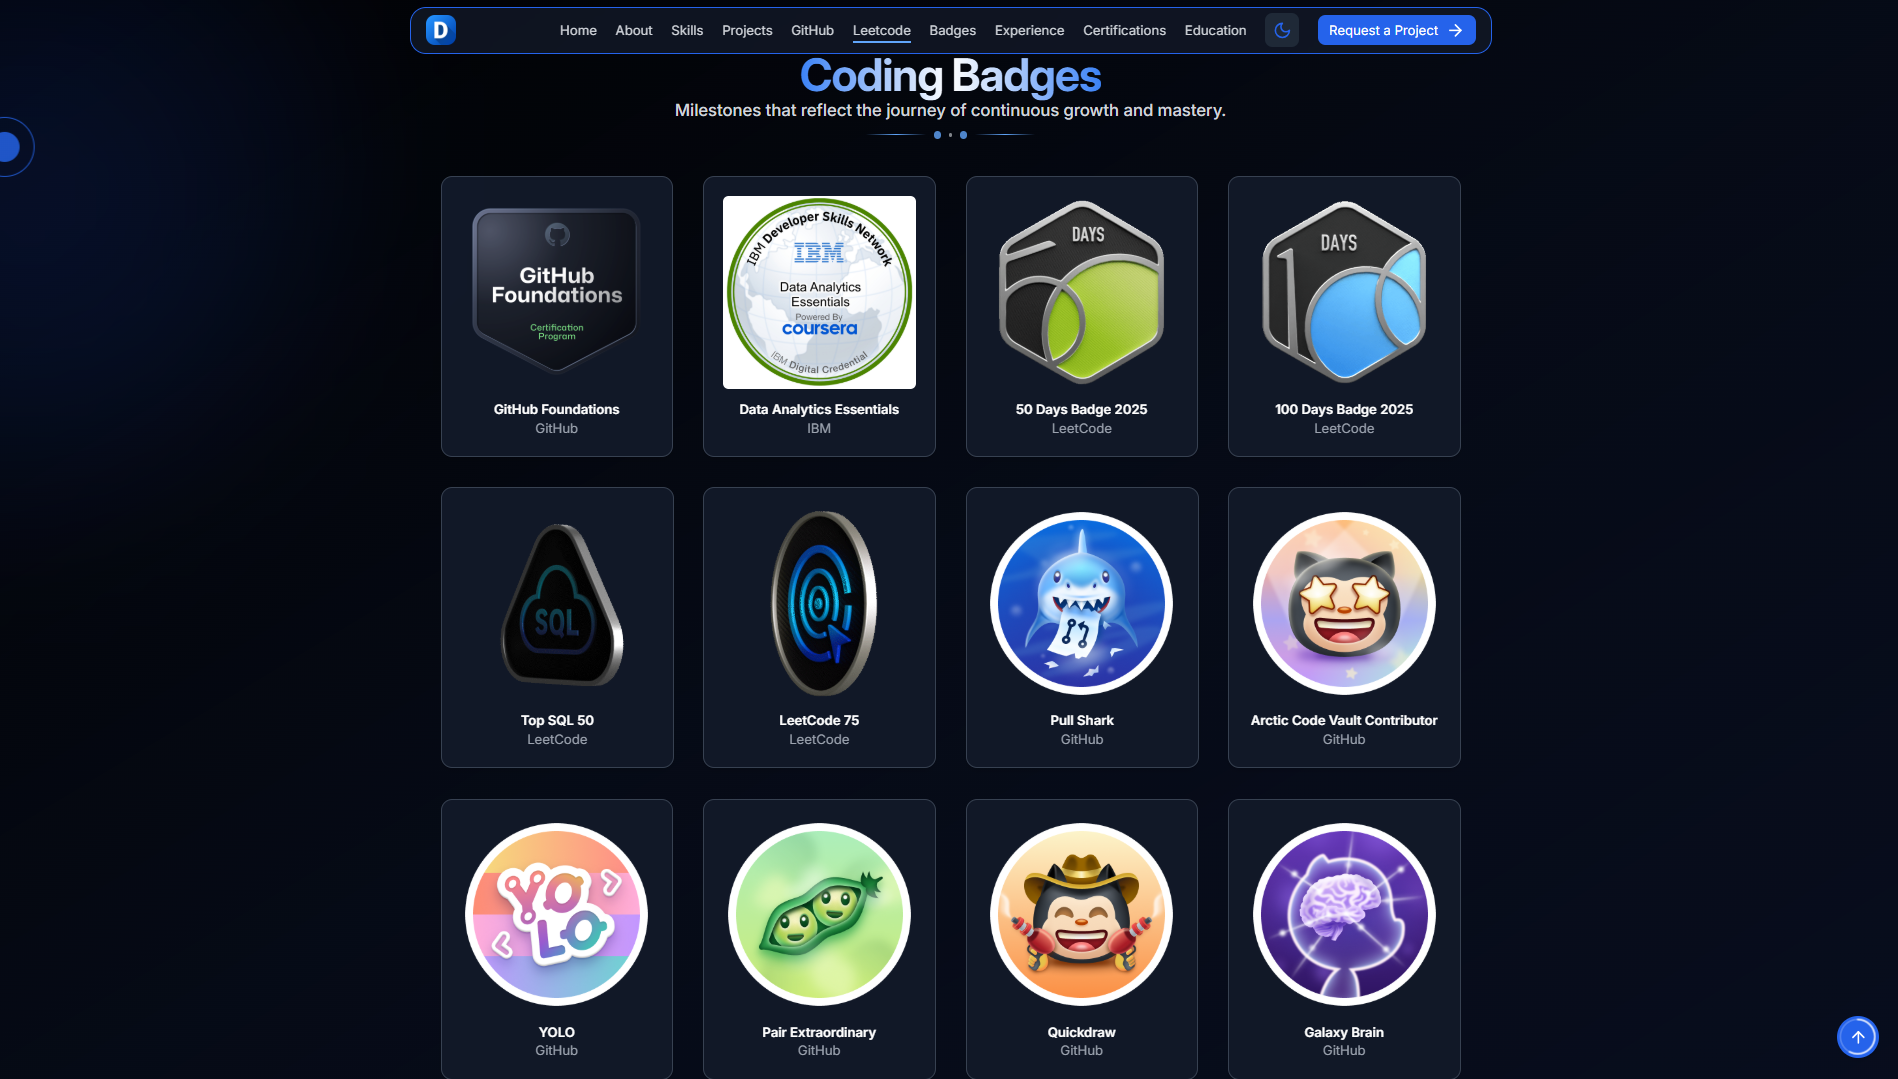 D
Home About Skills Projects GitHub Leetcode Badges Experience Certifications Education Request a Project
Coding Badges
Milestones that reflect the journey of continuous growth and mastery.
GitHub
Foundations
Certification
Program
GitHub Foundations
GitHub
IBM Developer Skills Network
IBM
Data Analytics
Essentials
Powered By
coursera
IBM Digital Credential
Data Analytics Essentials
IBM
DAYS
50
50 Days Badge 2025
LeetCode
DAYS
100
100 Days Badge 2025
LeetCode
SQL
Top SQL 50
LeetCode
LeetCode 75
LeetCode
Pull Shark
GitHub
Arctic Code Vault Contributor
GitHub
YO
LO
YOLO
GitHub
Pair Extraordinary
GitHub
Quickdraw
GitHub
Galaxy Brain
GitHub